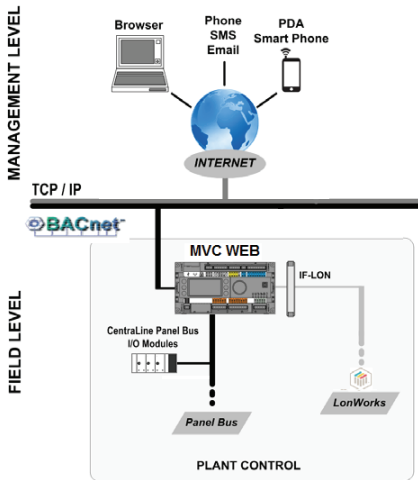 MANAGEMENT LEVEL
Browser
Phone
SMS
Email
PDA
Smart Phone
INTERNET
TCP / IP
BACnet
FIELD LEVEL
MVC WEB
IF-LON
CentraLine Panel Bus
I/O Modules
Panel Bus
LonWorks
PLANT CONTROL